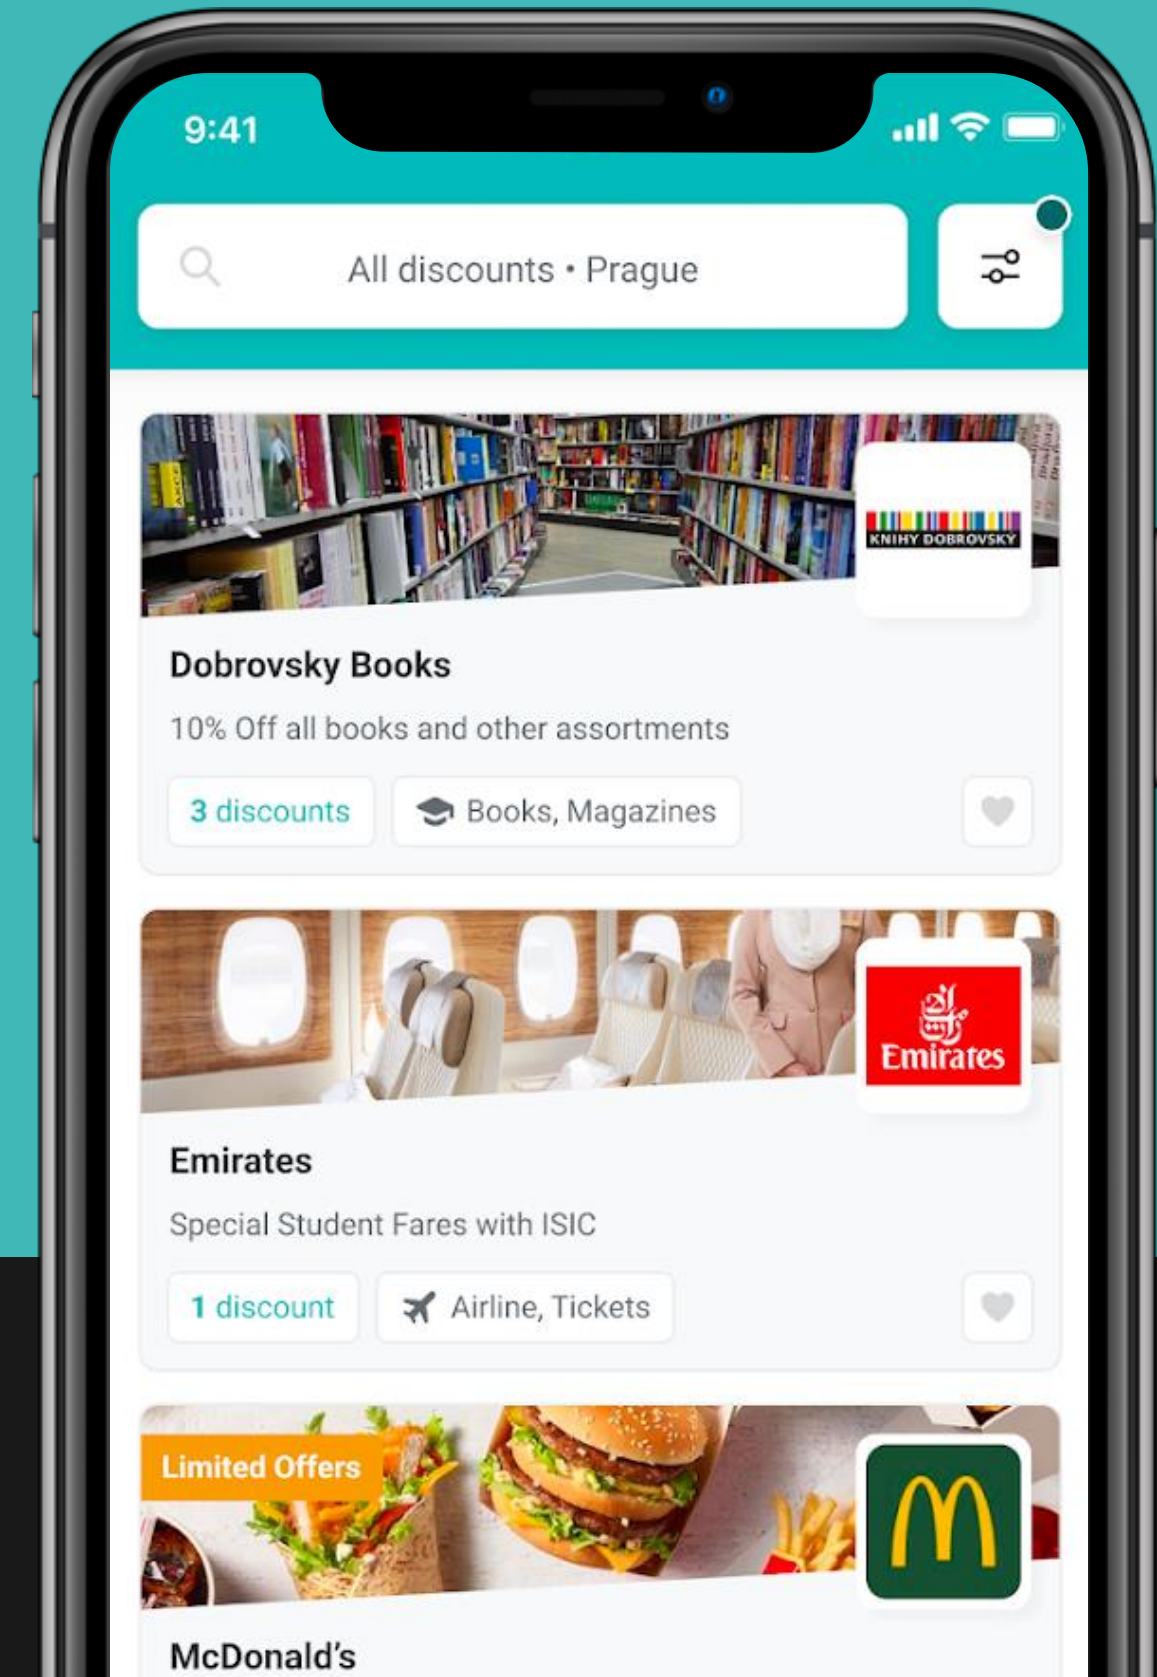 9:41
All discounts • Prague
KNIHY DOBROVSKÝ
Dobrovsky Books
10% Off all books and other assortments
3 discounts
Books, Magazines
Emirates
Emirates
Special Student Fares with ISIC
1 discount
Airline, Tickets
Limited Offers
McDonald’s